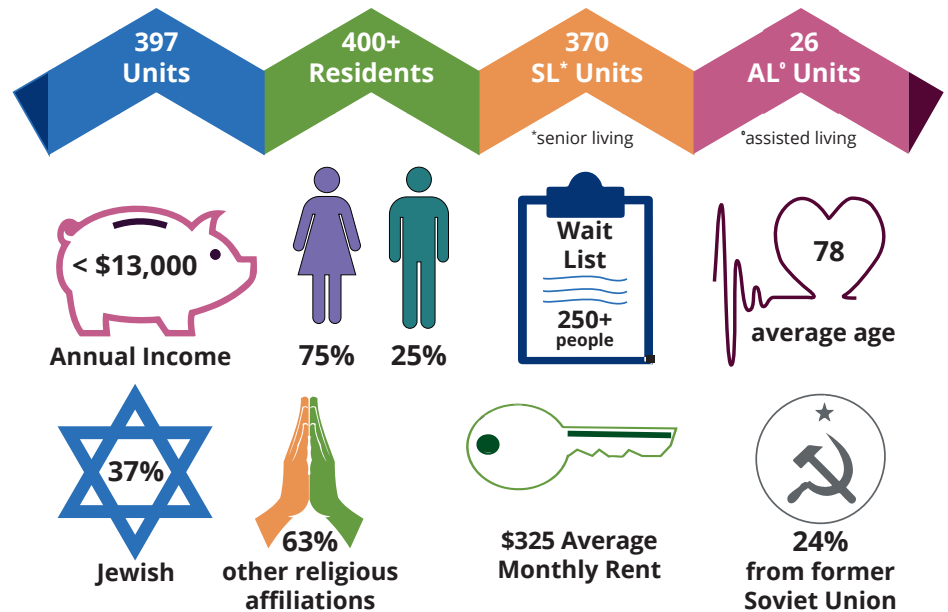 397
Units
400+
Residents
370
SL* Units
26
AL° Units
*senior living
°assisted living
< $13,000
Annual Income
75%
25%
Wait
List
250+
people
78
average age
37%
Jewish
63%
other religious
affiliations
$325 Average
Monthly Rent
24%
from former
Soviet Union